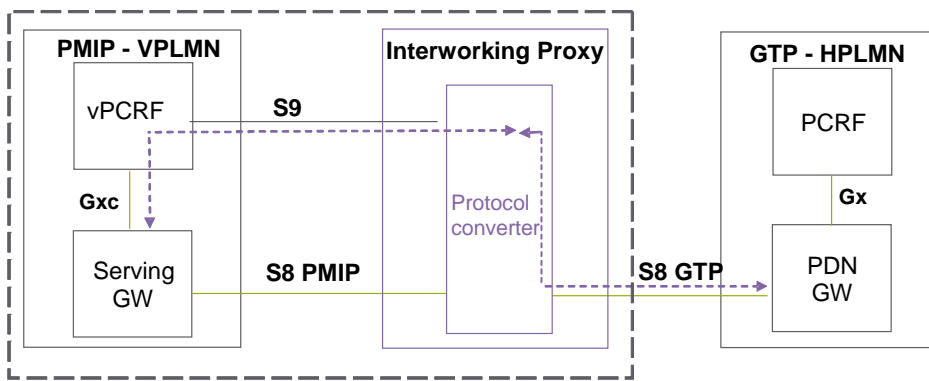 PMIP - VPLMN
Interworking Proxy
GTP - HPLMN
vPCRF
S9
PCRF
Gxc
Gx
Protocol
converter
Serving
GW
S8 PMIP
S8 GTP
PDN
GW